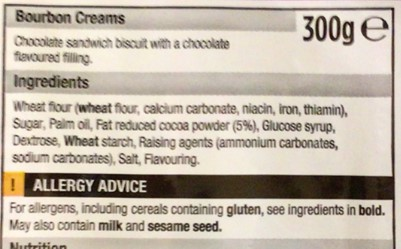 Bourbon Creams
300g ℮
Chocolate sandwich biscuit with a chocolate
flavoured filling.
Ingredients
Wheat flour (wheat flour, calcium carbonate, niacin, iron, thiamin),
Sugar, Palm oil, Fat reduced cocoa powder (5%), Glucose syrup,
Dextrose, Wheat starch, Raising agents (ammonium carbonates,
sodium carbonates), Salt, Flavouring.
! ALLERGY ADVICE
For allergens, including cereals containing gluten, see ingredients in bold.
May also contain milk and sesame seed.
Nutrition